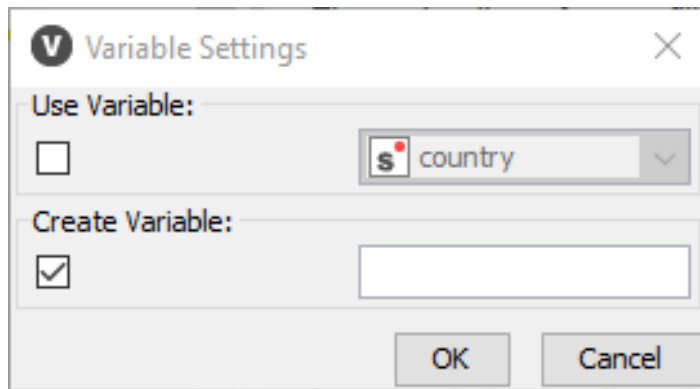 V Variable Settings
Use Variable:
s country
Create Variable:
OK Cancel